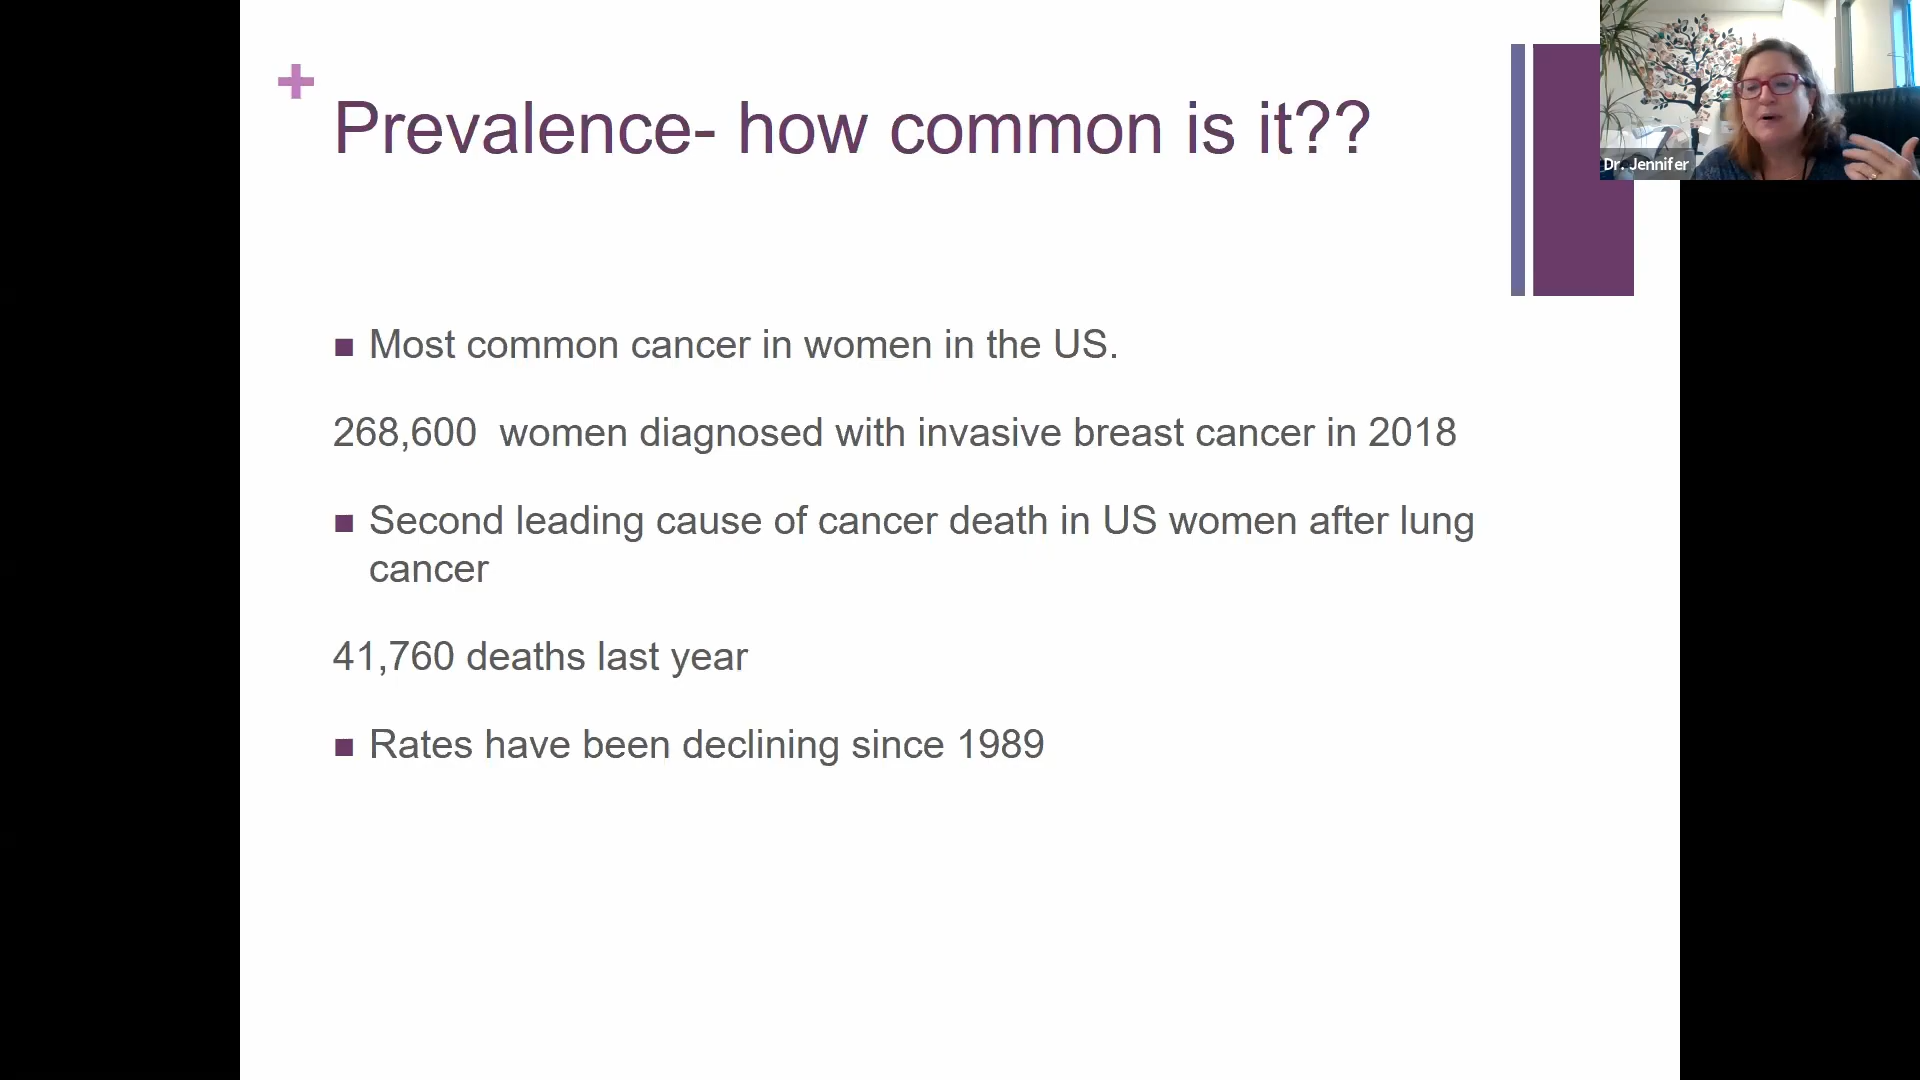 +
Prevalence- how common is it??
Dr. Jennifer
■ Most common cancer in women in the US.
268,600  women diagnosed with invasive breast cancer in 2018
■ Second leading cause of cancer death in US women after lung
cancer
41,760 deaths last year
■ Rates have been declining since 1989